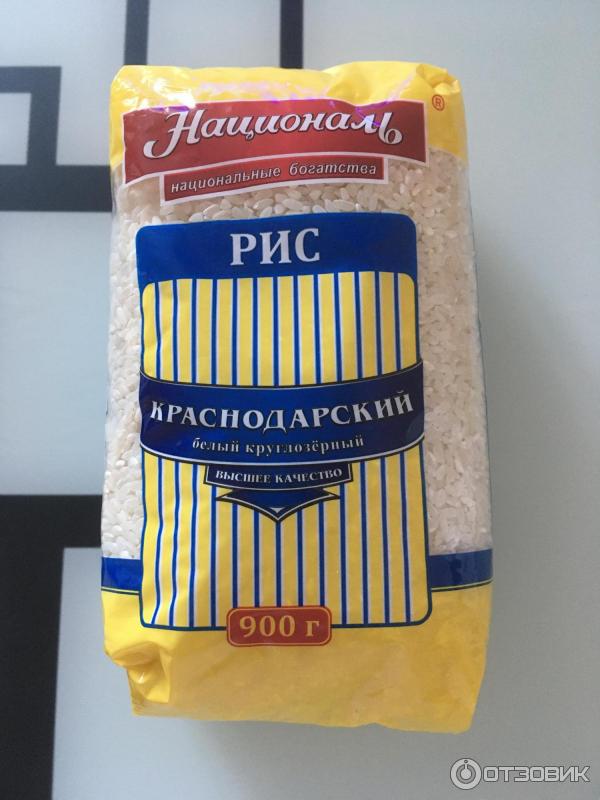 Националь®
национальные богатства
РИС
КРАСНОДАРСКИЙ
белый круглозёрный
ВЫСШЕЕ КАЧЕСТВО
900 г
ОТЗОВИК